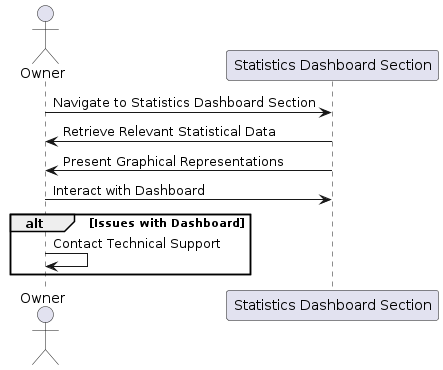 Owner
Statistics Dashboard Section
Navigate to Statistics Dashboard Section
Retrieve Relevant Statistical Data
Present Graphical Representations
Interact with Dashboard
alt [Issues with Dashboard]
Contact Technical Support
Owner
Statistics Dashboard Section